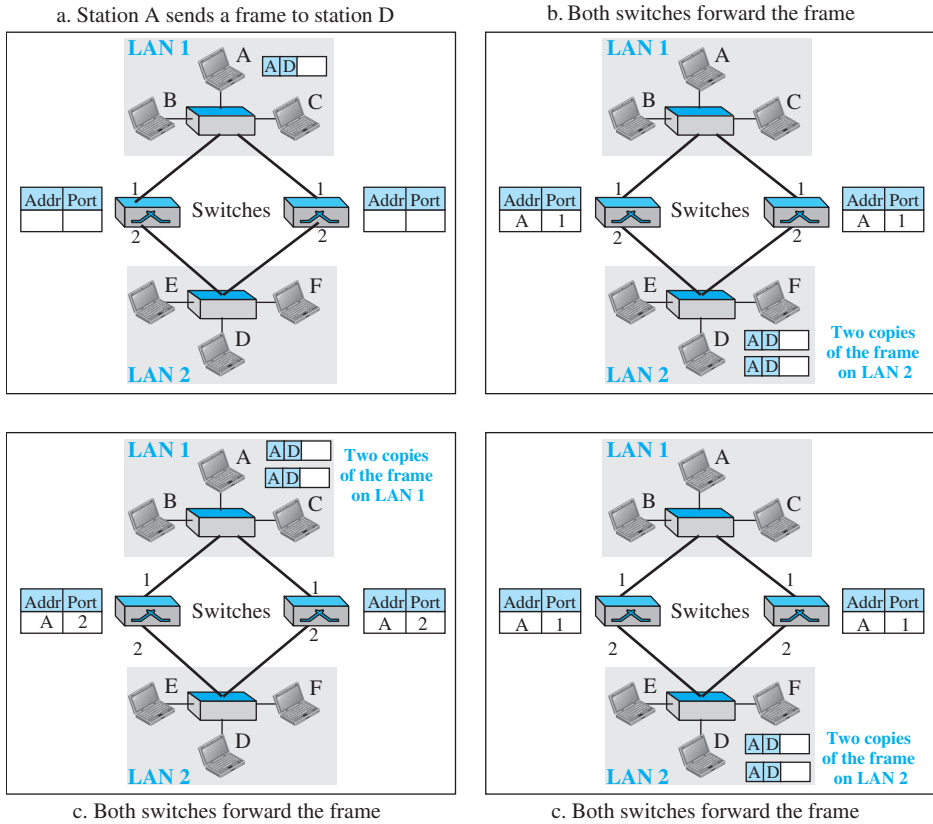 a. Station A sends a frame to station D
LAN 1
A
A D
B
C
1
1
Addr Port
Switches
Addr Port
2
2
E
F
D
LAN 2
b. Both switches forward the frame
LAN 1
A
B
C
1
1
Addr Port
A 1
Switches
Addr Port
A 1
2
2
E
F
D
A D
A D
Two copies
of the frame
on LAN 2
LAN 2
LAN 1
A
A D
A D
Two copies
of the frame
on LAN 1
B
C
1
1
Addr Port
A 2
Switches
Addr Port
A 2
2
2
E
F
D
LAN 2
c. Both switches forward the frame
LAN 1
A
B
C
1
1
Addr Port
A 1
Switches
Addr Port
A 1
2
2
E
F
D
A D
A D
Two copies
of the frame
on LAN 2
LAN 2
c. Both switches forward the frame